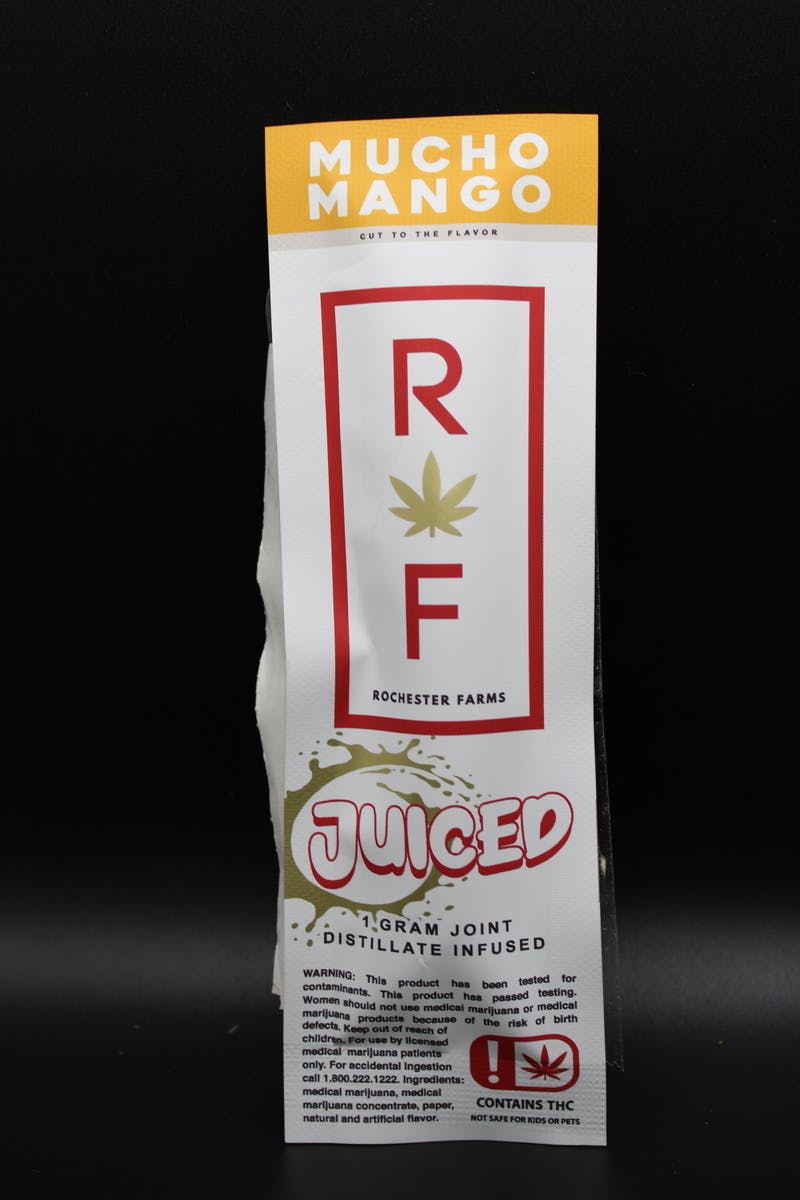 MUCHO
MANGO
CUT TO THE FLAVOR
R
F
ROCHESTER FARMS
JUICED
1 GRAM JOINT
DISTILLATE INFUSED
WARNING: This product has been tested for
contaminants. This product has passed testing.
Women should not use medical marijuana or medical
marijuana products because of the risk of birth
defects. Keep out of reach of
children. For use by licensed
medical marijuana patients
only. For accidental ingestion
call 1.800.222.1222. Ingredients:
medical marijuana, medical
marijuana concentrate, paper,
natural and artificial flavor.
!
CONTAINS THC
NOT SAFE FOR KIDS OR PETS